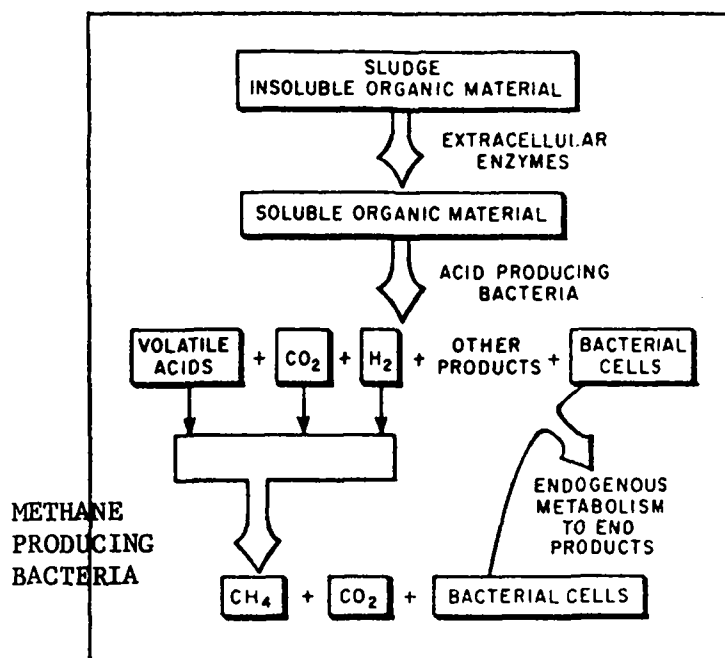 SLUDGE
INSOLUBLE ORGANIC MATERIAL
EXTRACELLULAR
ENZYMES
SOLUBLE ORGANIC MATERIAL
ACID PRODUCING
BACTERIA
VOLATILE
ACIDS
+ CO₂ + H₂ +
OTHER
PRODUCTS
+
BACTERIAL
CELLS
ENDOGENOUS
METABOLISM
TO END
PRODUCTS
METHANE
PRODUCING
BACTERIA
CH₄ + CO₂ + BACTERIAL CELLS